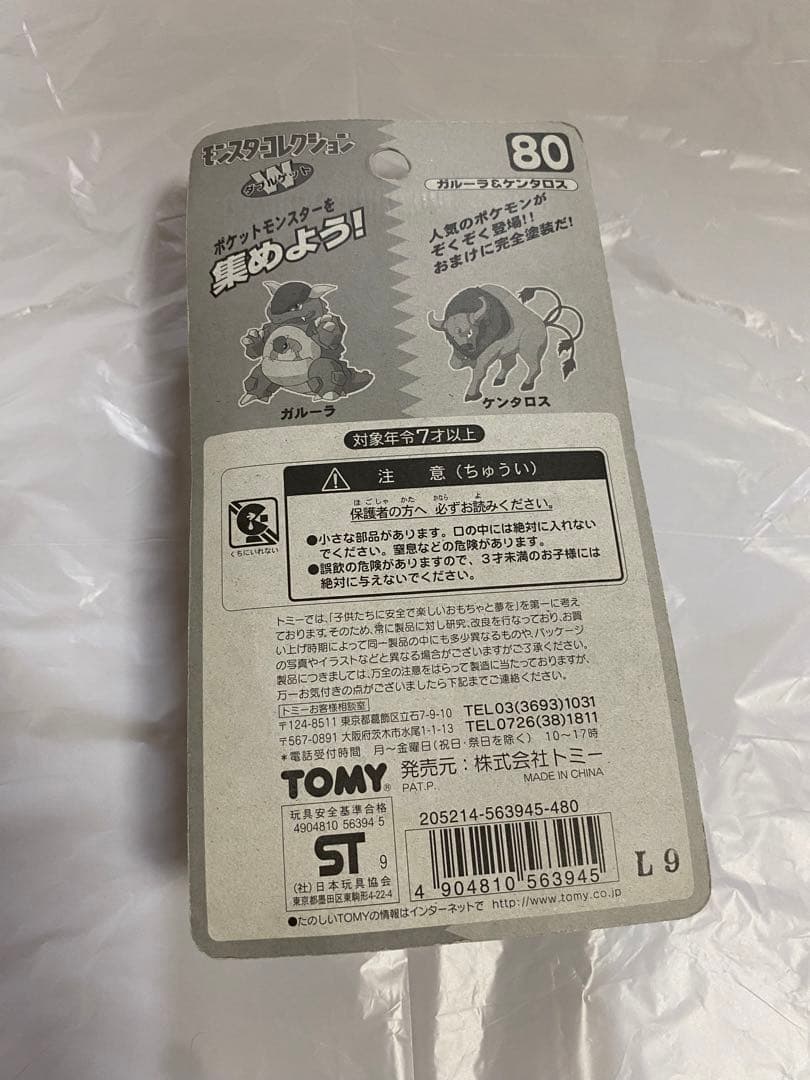 モンスターコレクション
W
ダブルゲット
80
ガルーラ&ケンタロス
ポケットモンスターを
集めよう!
人気のポケモンが
ぞくぞく登場!!
おまけに完全塗装だ!
ガルーラ
ケンタロス
対象年令7才以上
注 意(ちゅうい)
ほごしゃ かた かなら よ
保護者の方へ 必ずお読みください。
●小さな部品があります。口の中には絶対に入れない
でください。窒息などの危険があります。
●誤飲の危険がありますので、3才未満のお子様には
絶対に与えないでください。
くちにいれない
トミーでは、「子供たちに安全で楽しいおもちゃと夢を」を第一に考え
ております。そのため、常に製品に対し研究、改良を行なっており、お買
い上げ時期によって同一製品の中にも多少異なるものや、パッケージ
の写真やイラストなどと異なる場合がございますがご了承ください。
製品につきましては、万全の注意をはらって製造に当たっておりますが、
万一お気付きの点がございましたら下記までご連絡ください。
トミーお客様相談室
〒124-8511 東京都葛飾区立石7-9-10 TEL03(3693)1031
〒567-0891 大阪府茨木市水尾1-1-13 TEL0726(38)1811
*電話受付時間 月〜金曜日(祝日・祭日を除く) 10〜17時
TOMY® 発売元:株式会社トミー
PAT.P. MADE IN CHINA
玩具安全基準合格
4904810 56394 5
ST 9
(社)日本玩具協会
東京都墨田区東駒形4-22-4
205214-563945-480
4 904810 563945
L 9
●たのしいTOMYの情報はインターネットで http://www.tomy.co.jp